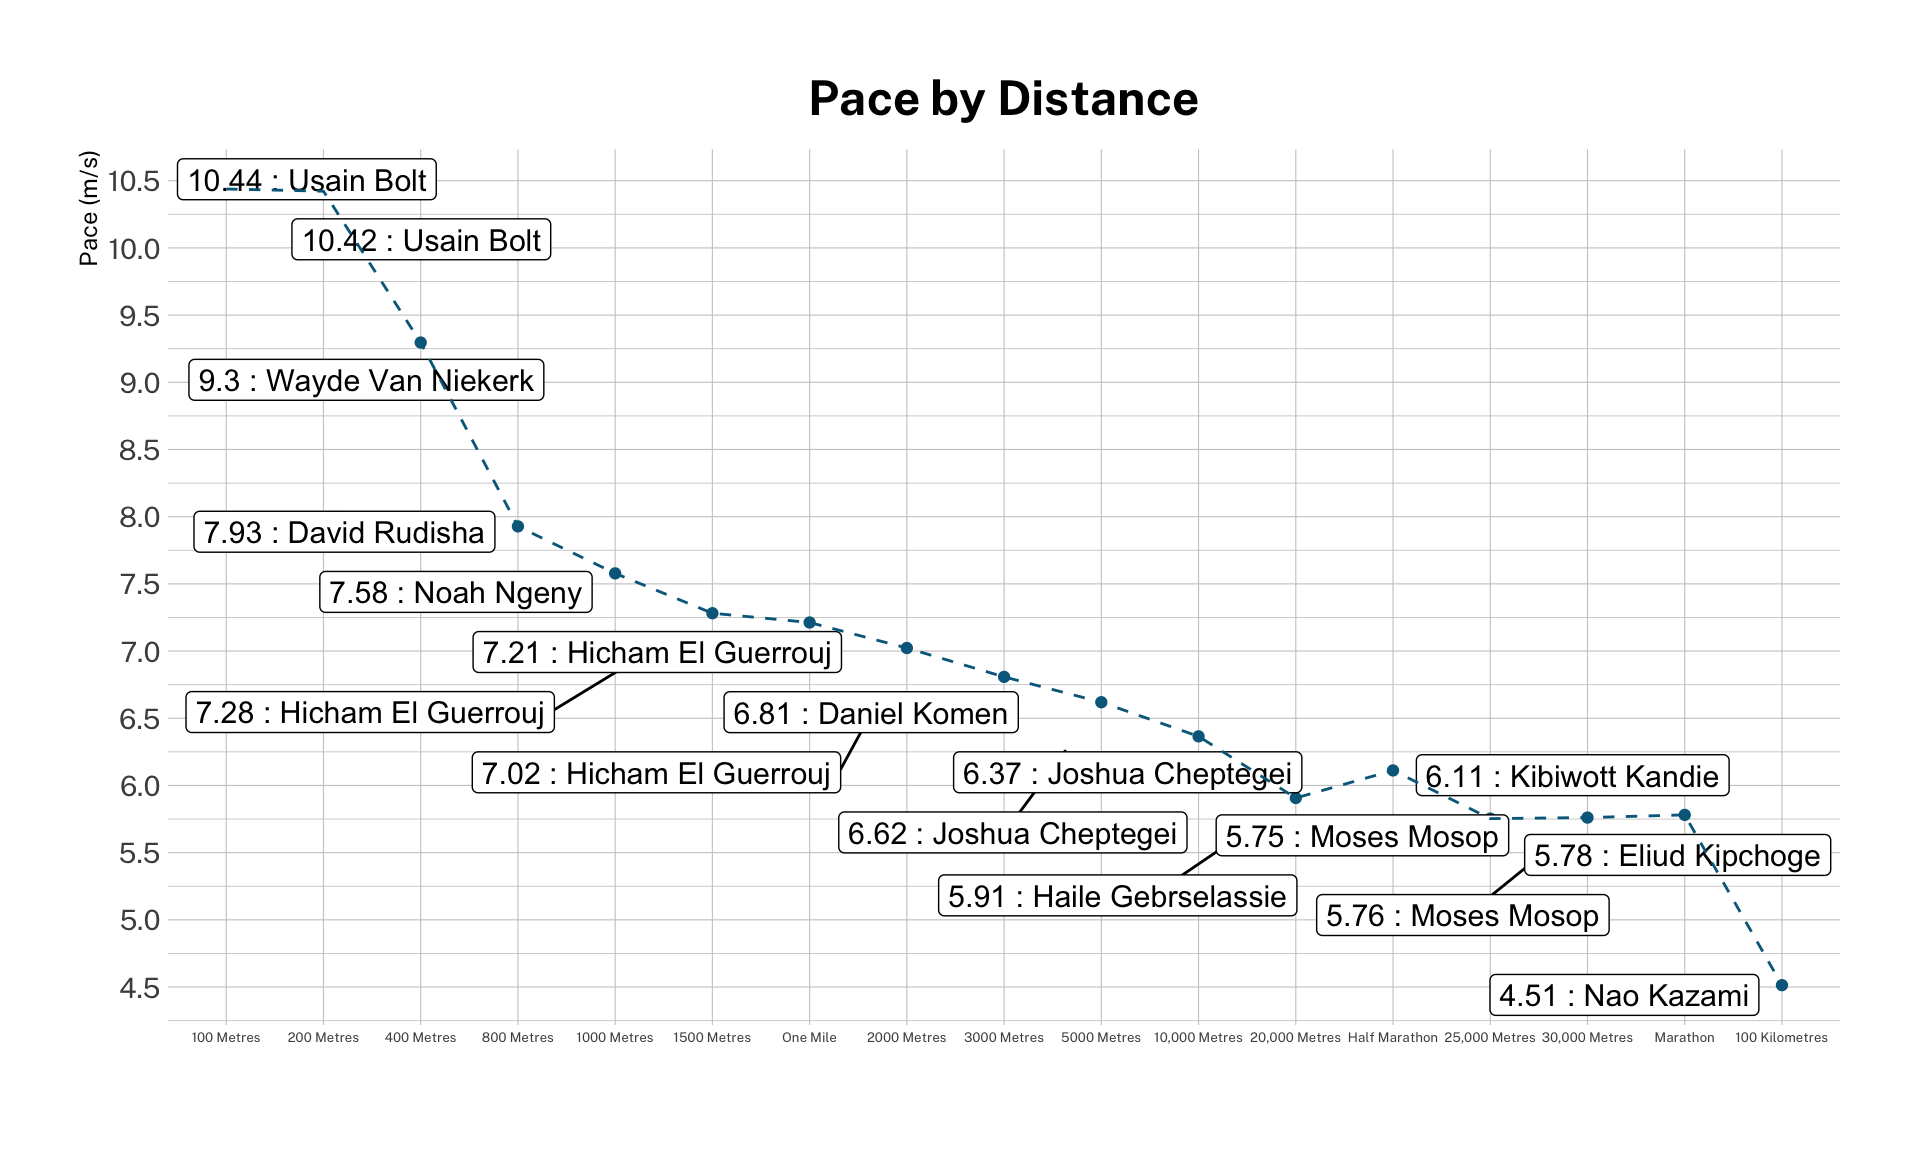 Pace by Distance
Pace (m/s)
10.5
10.0
9.5
9.0
8.5
8.0
7.5
7.0
6.5
6.0
5.5
5.0
4.5
10.44 : Usain Bolt
10.42 : Usain Bolt
9.3 : Wayde Van Niekerk
7.93 : David Rudisha
7.58 : Noah Ngeny
7.21 : Hicham El Guerrouj
7.28 : Hicham El Guerrouj
6.81 : Daniel Komen
7.02 : Hicham El Guerrouj
6.37 : Joshua Cheptegei
6.11 : Kibiwott Kandie
6.62 : Joshua Cheptegei
5.75 : Moses Mosop
5.78 : Eliud Kipchoge
5.91 : Haile Gebrselassie
5.76 : Moses Mosop
4.51 : Nao Kazami
100 Metres
200 Metres
400 Metres
800 Metres
1000 Metres
1500 Metres
One Mile
2000 Metres
3000 Metres
5000 Metres
10,000 Metres
20,000 Metres
Half Marathon
25,000 Metres
30,000 Metres
Marathon
100 Kilometres